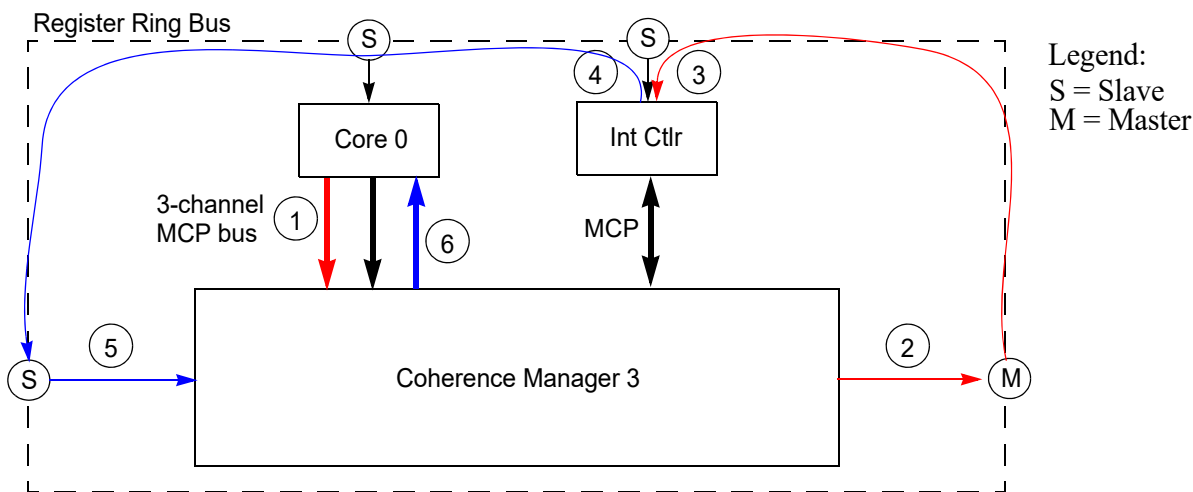 Register Ring Bus
S
S
4
3
Legend:
S = Slave
M = Master
Core 0
Int Ctlr
3-channel
MCP bus
1
6
MCP
5
2
S
Coherence Manager 3
M